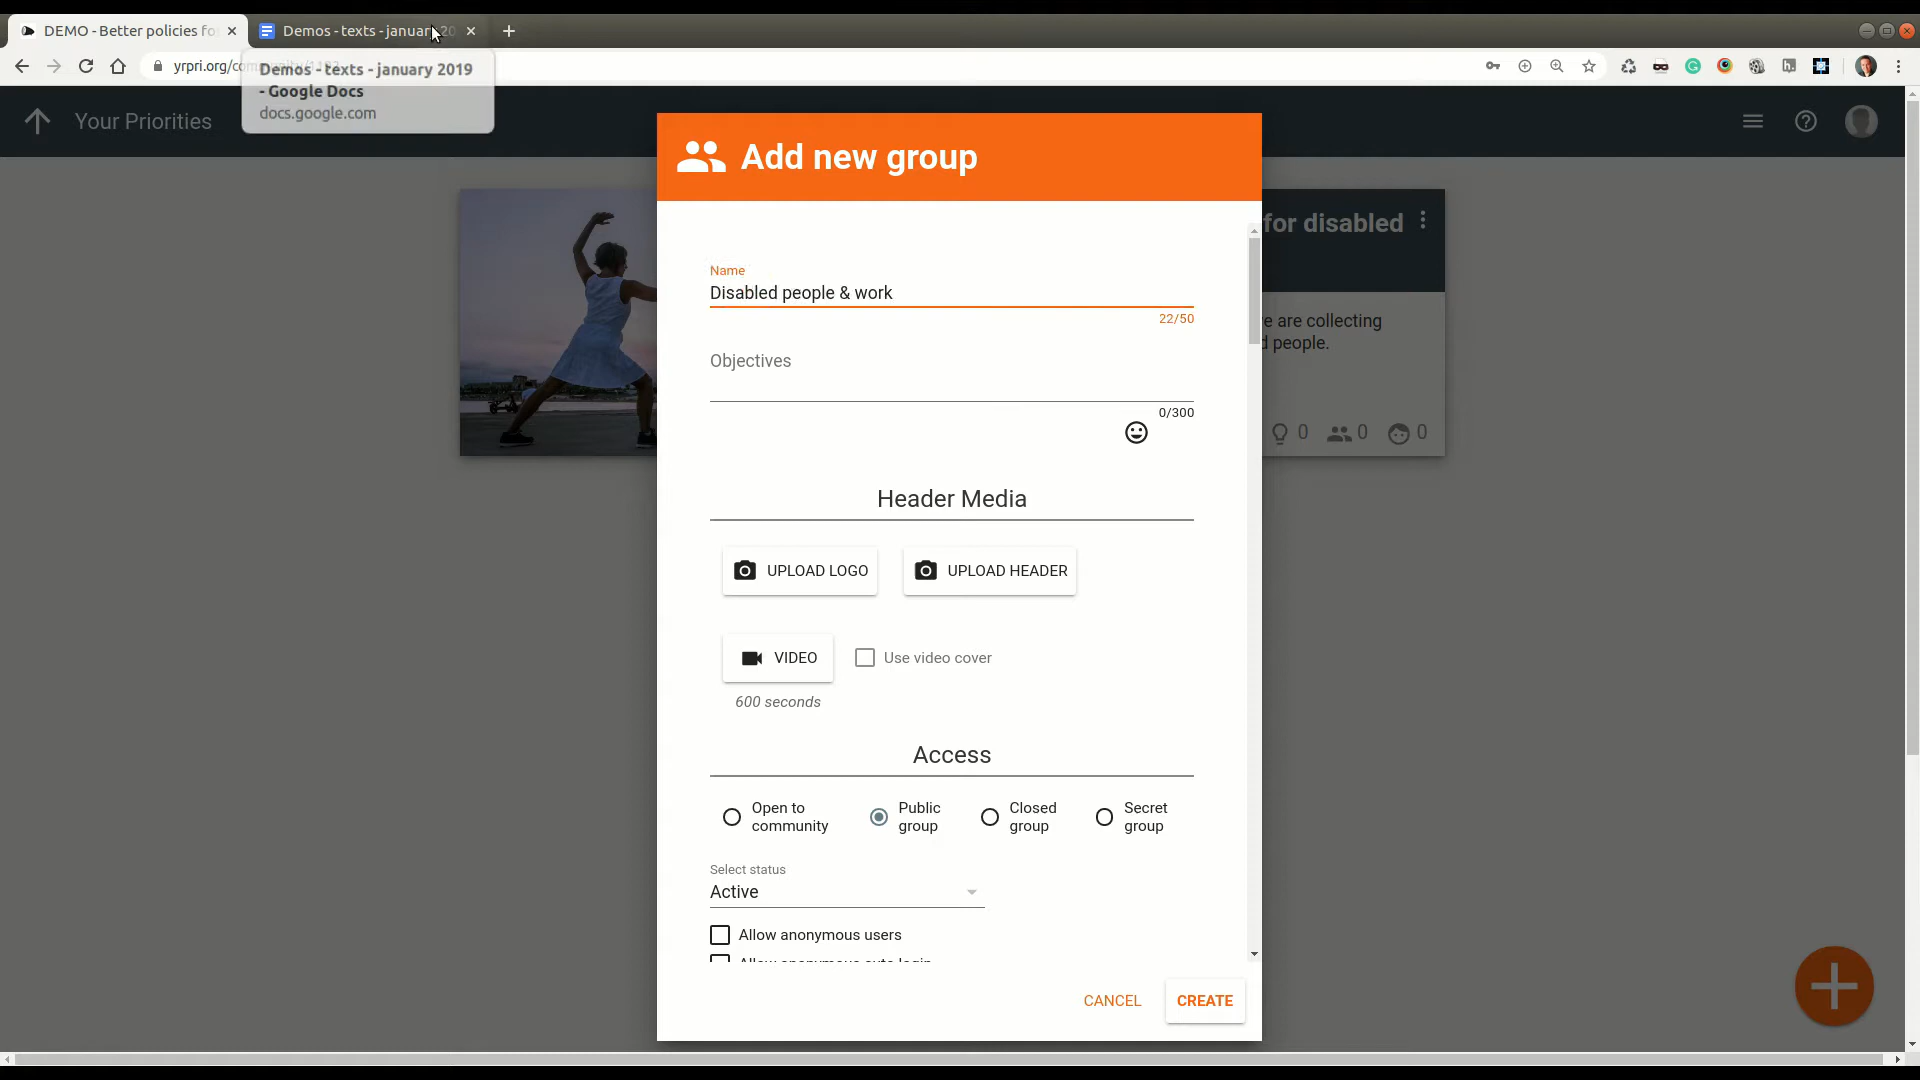 DEMO - Better policies fo
Demos - texts - januar
yrpri.org/
Demos - texts - january 2019
- Google Docs
docs.google.com
Your Priorities
Add new group
for disabled
Name
Disabled people & work
22/50
e are collecting
d people.
Objectives
0/300
0
0
0
Header Media
UPLOAD LOGO
UPLOAD HEADER
VIDEO
Use video cover
600 seconds
Access
Open to
community
Public
group
Closed
group
Secret
group
Select status
Active
Allow anonymous users
CANCEL
CREATE